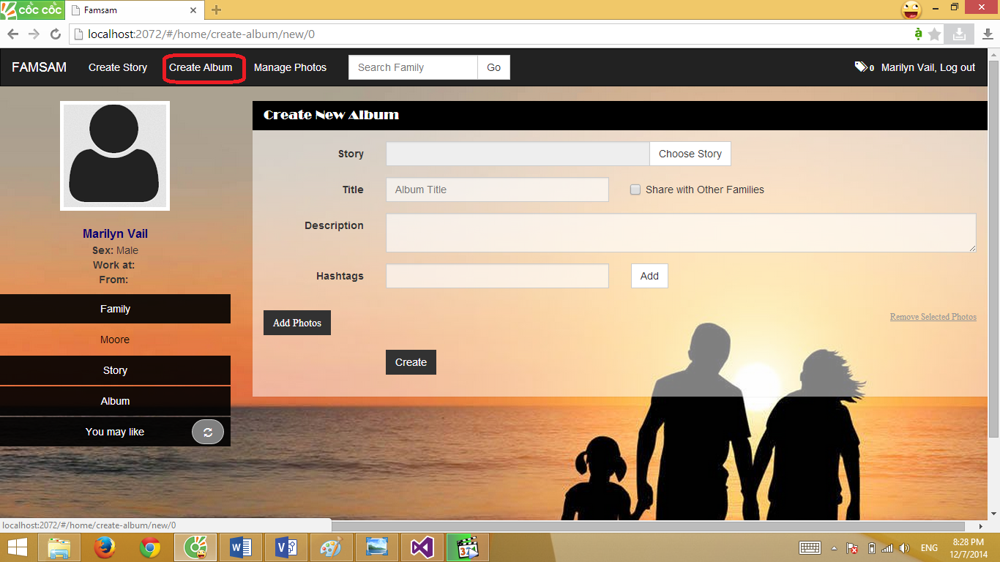 cốc cốc
Famsam
localhost:2072/#/home/create-album/new/0
FAMSAM Create Story Create Album Manage Photos Search Family Go 0 Marilyn Vail, Log out
Create New Album
Story Choose Story
Title Album Title Share with Other Families
Marilyn Vail
Sex: Male
Work at:
From:
Description
Hashtags Add
Family
Moore
Story
Album
You may like
Add Photos Remove Selected Photos
Create
localhost:2072/#/home/create-album/new/0
ENG
8:28 PM
12/7/2014